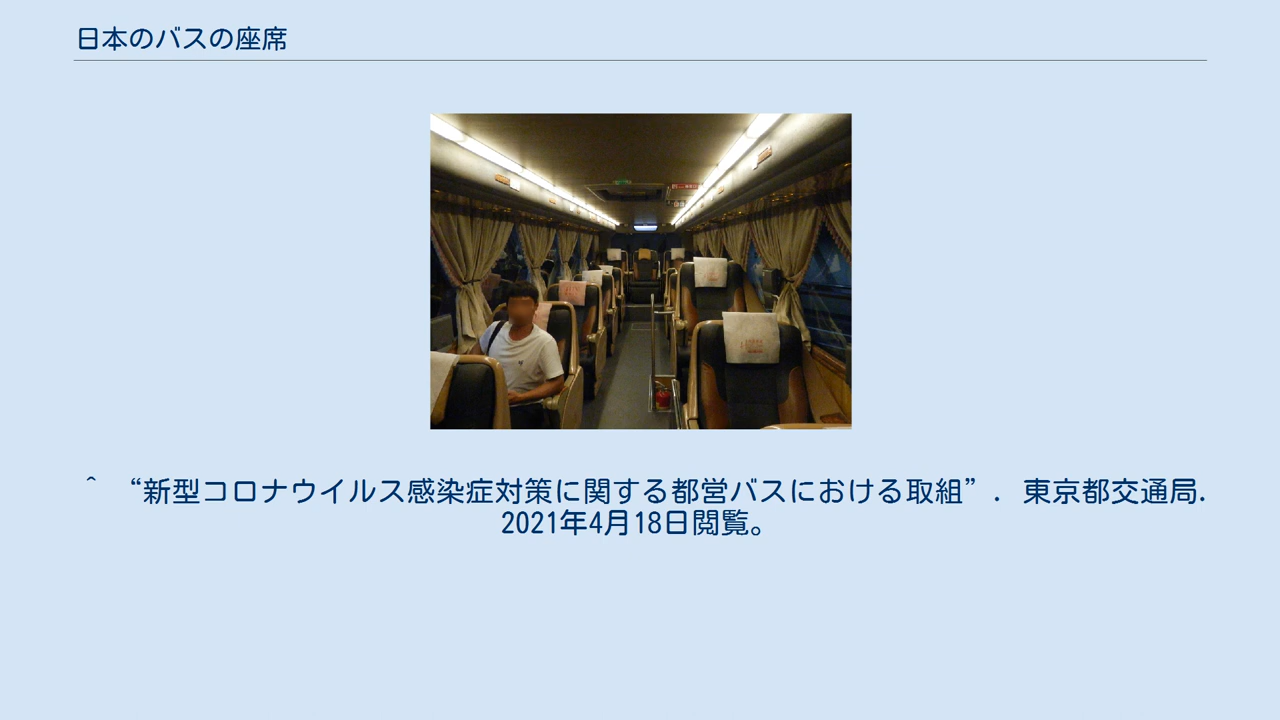 日本のバスの座席
^ “新型コロナウイルス感染症対策に関する都営バスにおける取組”. 東京都交通局.
2021年4月18日閲覧。